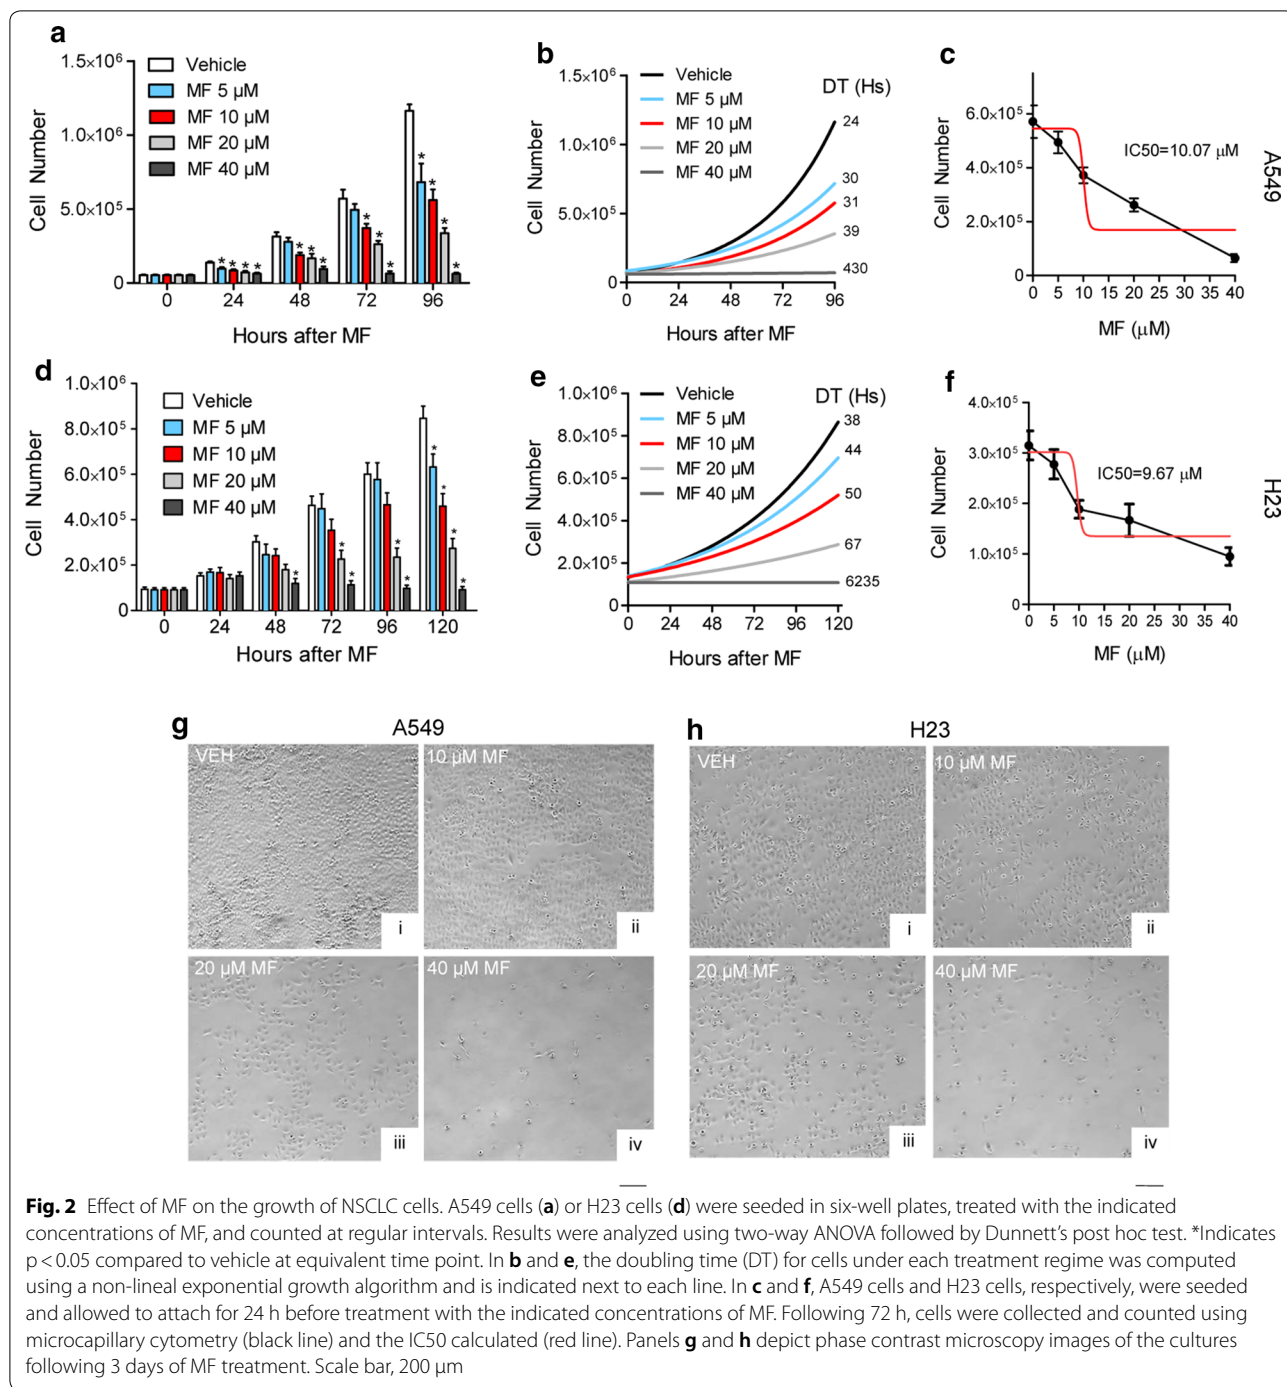 a
1.5×10⁶
1.0×10⁶
5.0×10⁵
0
Cell Number
Vehicle
MF 5 µM
MF 10 µM
MF 20 µM
MF 40 µM
* * * *
* * *
* * *
* * * *
0 24 48 72 96
Hours after MF
b
1.5×10⁶
1.0×10⁶
5.0×10⁵
0
Cell Number
Vehicle
MF 5 µM
MF 10 µM
MF 20 µM
MF 40 µM
DT (Hs)
24
30
31
39
430
0 24 48 72 96
Hours after MF
c
6.0×10⁵
4.0×10⁵
2.0×10⁵
0
Cell Number
IC50=10.07 µM
0 5 10 15 20 25 30 35 40
MF (µM)
A549
d
1.0×10⁶
8.0×10⁵
6.0×10⁵
4.0×10⁵
2.0×10⁵
0
Cell Number
Vehicle
MF 5 µM
MF 10 µM
MF 20 µM
MF 40 µM
*
* *
* *
* * * *
0 24 48 72 96 120
Hours after MF
e
1.0×10⁶
8.0×10⁵
6.0×10⁵
4.0×10⁵
2.0×10⁵
0
Cell Number
Vehicle
MF 5 µM
MF 10 µM
MF 20 µM
MF 40 µM
DT (Hs)
38
44
50
67
6235
0 24 48 72 96 120
Hours after MF
f
4.0×10⁵
3.0×10⁵
2.0×10⁵
1.0×10⁵
0
Cell Number
IC50=9.67 µM
0 5 10 15 20 25 30 35 40
MF (µM)
H23
g
A549
VEH
i
10 µM MF
ii
20 µM MF
iii
40 µM MF
iv
h
H23
VEH
i
10 µM MF
ii
20 µM MF
iii
40 µM MF
iv
Fig. 2 Effect of MF on the growth of NSCLC cells. A549 cells (a) or H23 cells (d) were seeded in six-well plates, treated with the indicated
concentrations of MF, and counted at regular intervals. Results were analyzed using two-way ANOVA followed by Dunnett's post hoc test. *Indicates
p < 0.05 compared to vehicle at equivalent time point. In b and e, the doubling time (DT) for cells under each treatment regime was computed
using a non-lineal exponential growth algorithm and is indicated next to each line. In c and f, A549 cells and H23 cells, respectively, were seeded
and allowed to attach for 24 h before treatment with the indicated concentrations of MF. Following 72 h, cells were collected and counted using
microcapillary cytometry (black line) and the IC50 calculated (red line). Panels g and h depict phase contrast microscopy images of the cultures
following 3 days of MF treatment. Scale bar, 200 µm